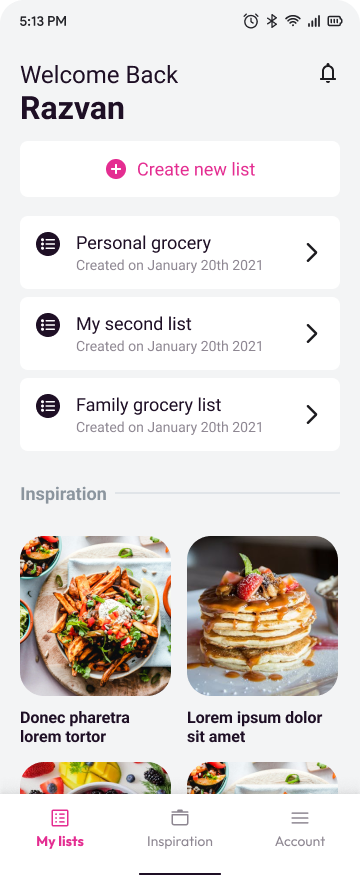 5:13 PM
Welcome Back
Razvan
Create new list
Personal grocery
Created on January 20th 2021
My second list
Created on January 20th 2021
Family grocery list
Created on January 20th 2021
Inspiration
Donec pharetra
lorem tortor
Lorem ipsum dolor
sit amet
My lists
Inspiration
Account